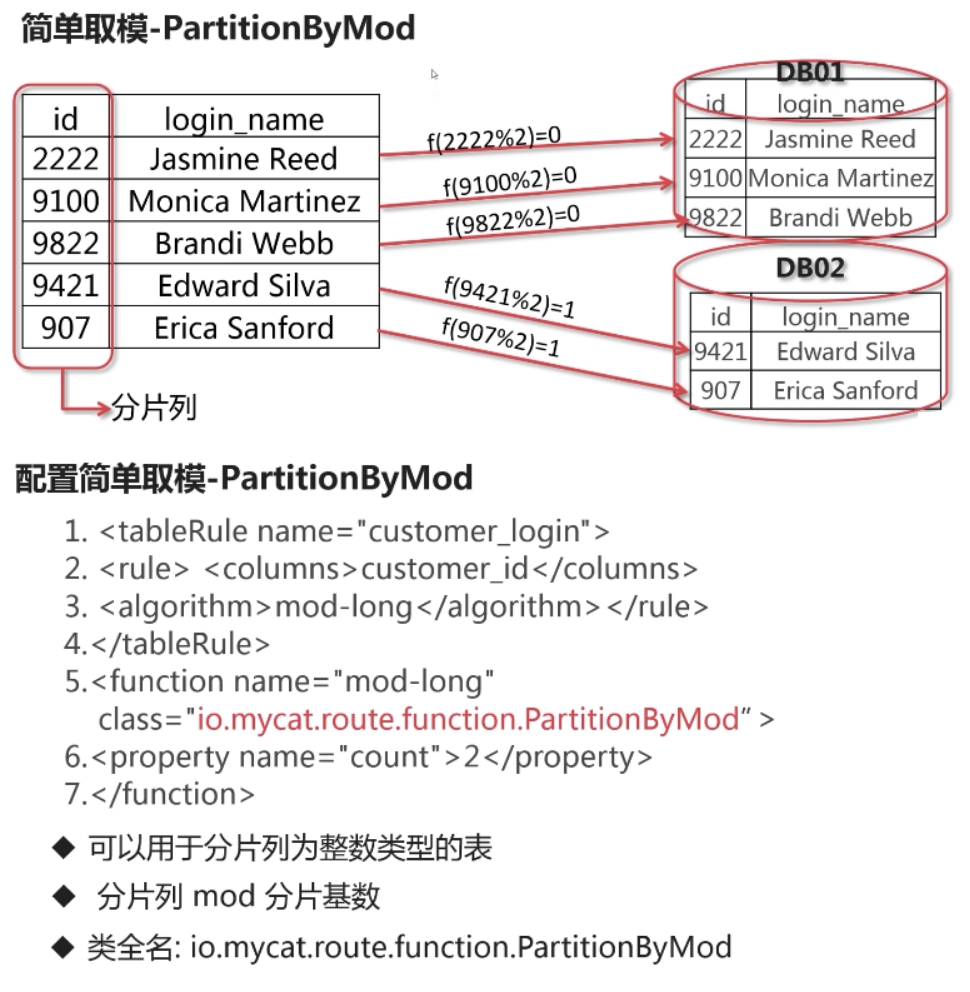 简单取模-PartitionByMod
id login_name
2222 Jasmine Reed
9100 Monica Martinez
9822 Brandi Webb
9421 Edward Silva
907 Erica Sanford
分片列
f(2222%2)=0
f(9100%2)=0
f(9822%2)=0
f(9421%2)=1
f(907%2)=1
DB01
id login_name
2222 Jasmine Reed
9100 Monica Martinez
9822 Brandi Webb
DB02
id login_name
9421 Edward Silva
907 Erica Sanford
配置简单取模-PartitionByMod
1. <tableRule name="customer_login">
2. <rule> <columns>customer_id</columns>
3. <algorithm>mod-long</algorithm></rule>
4.</tableRule>
5.<function name="mod-long"
class="io.mycat.route.function.PartitionByMod” >
6.<property name="count">2</property>
7.</function>
◆ 可以用于分片列为整数类型的表
◆ 分片列 mod 分片基数
◆ 类全名: io.mycat.route.function.PartitionByMod